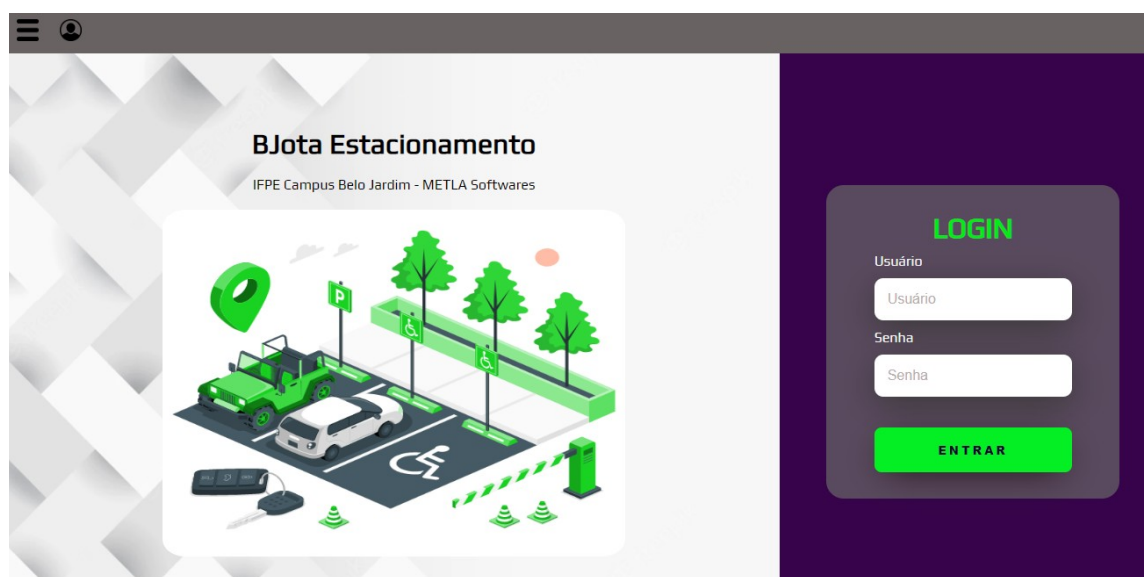 BJota Estacionamento
IFPE Campus Belo Jardim - METLA Softwares
P
LOGIN
Usuário
Usuário
Senha
Senha
ENTRAR